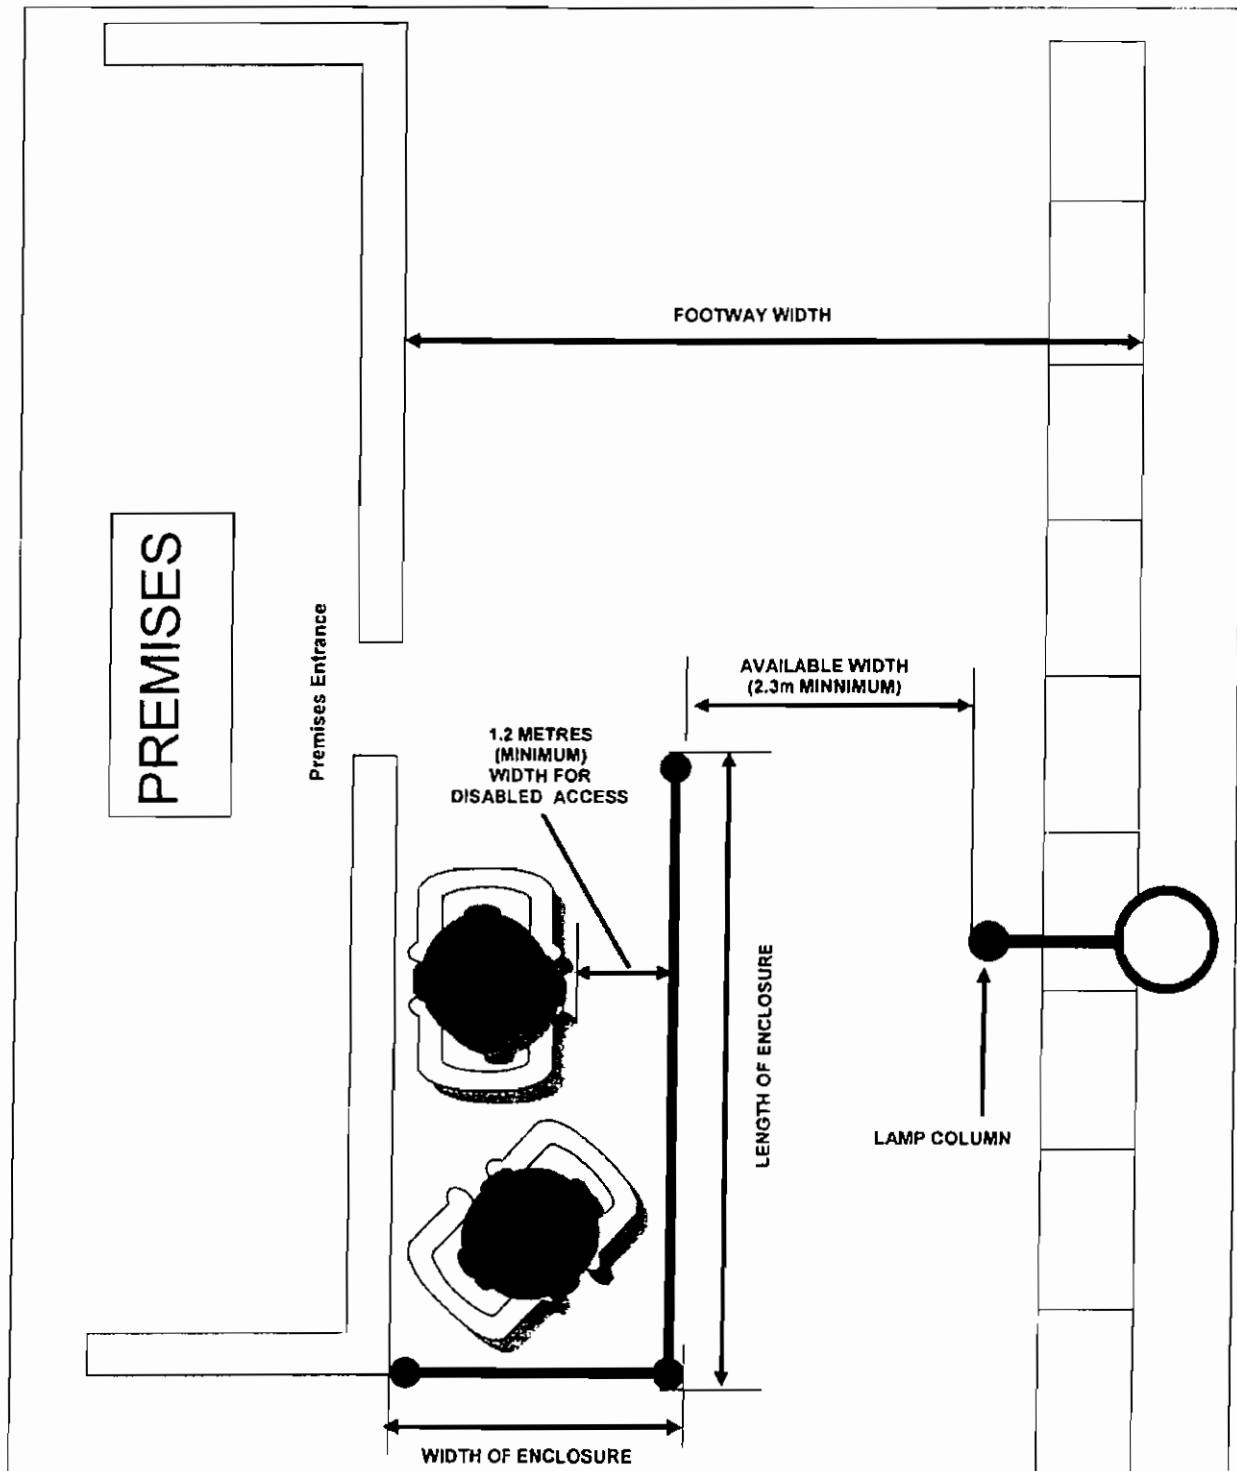 FOOTWAY WIDTH
PREMISES
Premises Entrance
AVAILABLE WIDTH
(2.3m MINNIMUM)
1.2 METRES
(MINIMUM)
WIDTH FOR
DISABLED ACCESS
LENGTH OF ENCLOSURE
LAMP COLUMN
WIDTH OF ENCLOSURE